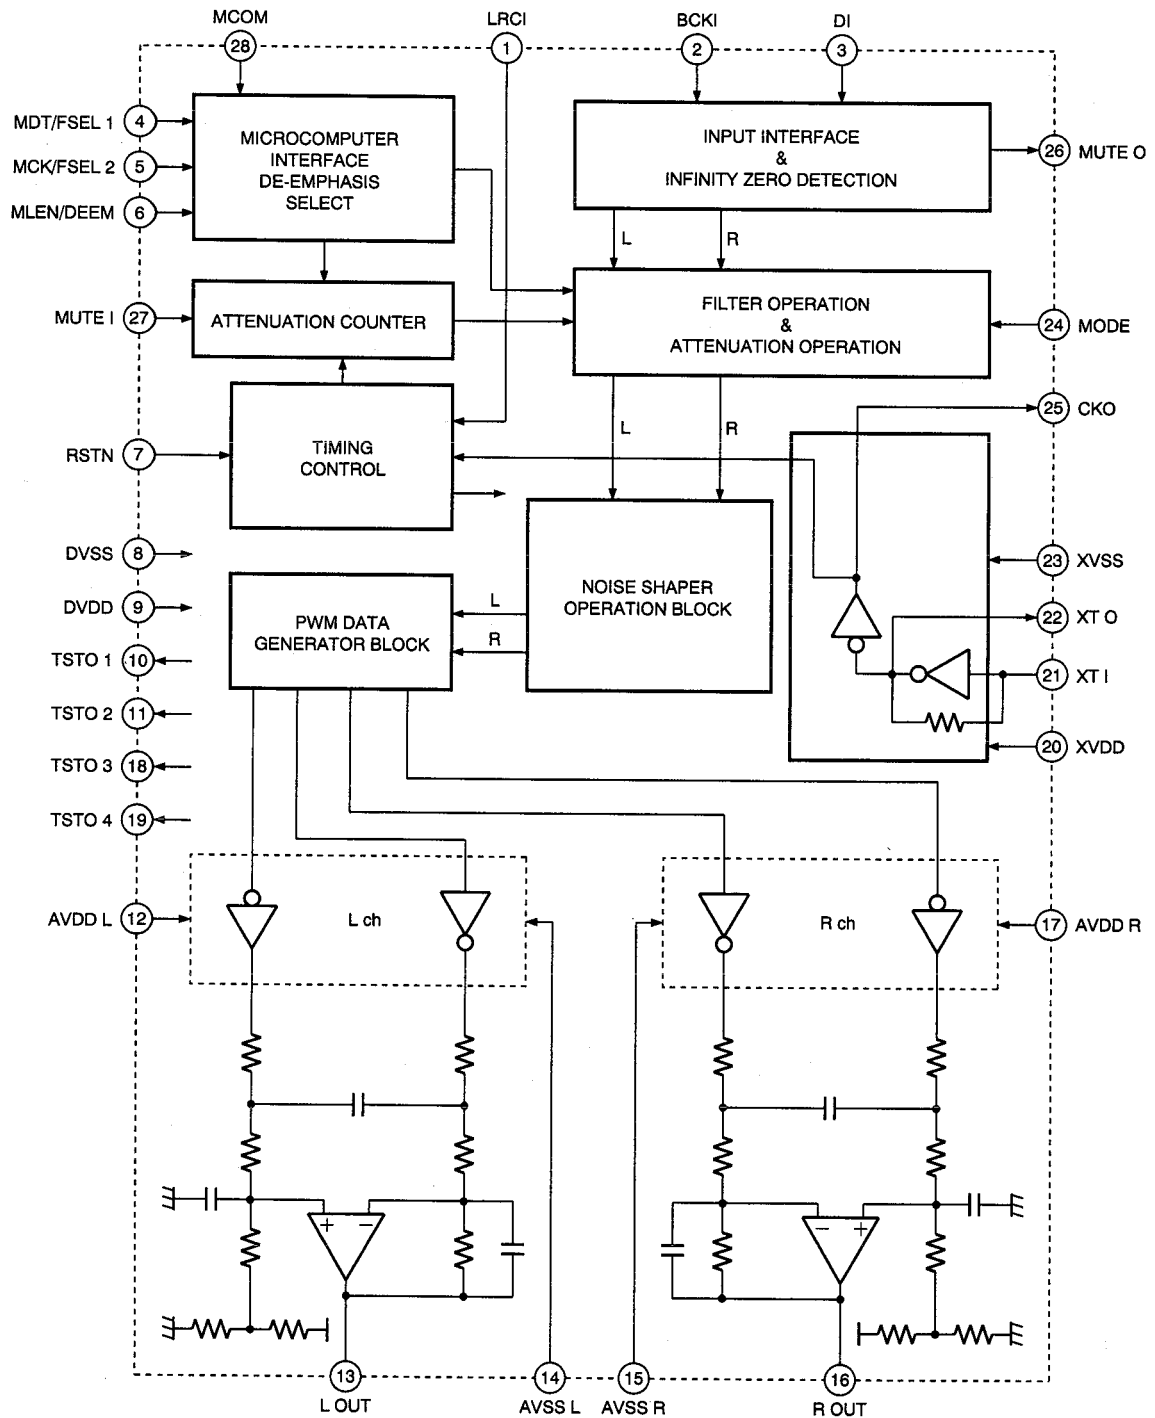 MCOM
LRCI
BCKI
DI
28
1
2
3
MDT/FSEL 1
4
MCK/FSEL 2
5
MLEN/DEEM
6
MICROCOMPUTER
INTERFACE
DE-EMPHASIS
SELECT
INPUT INTERFACE
&
INFINITY ZERO DETECTION
26
MUTE O
L
R
MUTE I
27
ATTENUATION COUNTER
FILTER OPERATION
&
ATTENUATION OPERATION
24
MODE
25
CKO
L
R
RSTN
7
TIMING
CONTROL
DVSS
8
DVDD
9
TSTO 1
10
TSTO 2
11
TSTO 3
18
TSTO 4
19
PWM DATA
GENERATOR BLOCK
L
R
NOISE SHAPER
OPERATION BLOCK
23
XVSS
22
XT O
21
XT I
20
XVDD
AVDD L
12
L ch
R ch
17
AVDD R
+
−
−
+
13
14
15
16
L OUT
AVSS L
AVSS R
R OUT